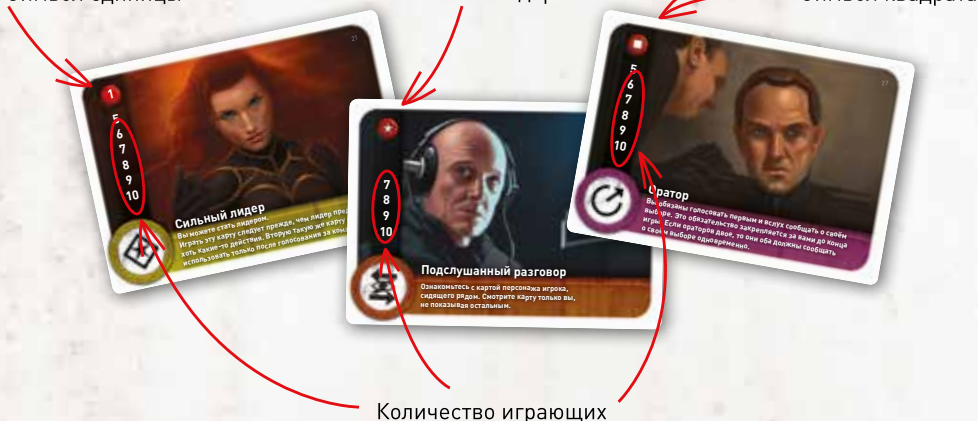 символ квадрата
1
5
6
7
8
9
10
21
Сильный лидер
Вы можете стать лидером.
Играть эту карту следует прежде, чем лидер
хоть какие-то действия. Вторую такую же карту
использовать только после голосования за
7
8
9
10
Подслушанный разговор
Ознакомьтесь с картой персонажа игрока,
сидящего рядом. Смотрите карту только вы,
не показывая остальным.
5
6
7
8
9
10
27
Оратор
Вы обязаны голосовать первым и вслух сообщать о своём
выборе. Это обязательство закрепляется за вами до конца
игры. Если ораторов двое, то они оба должны сообщать
о своём выборе одновременно.
Количество играющих